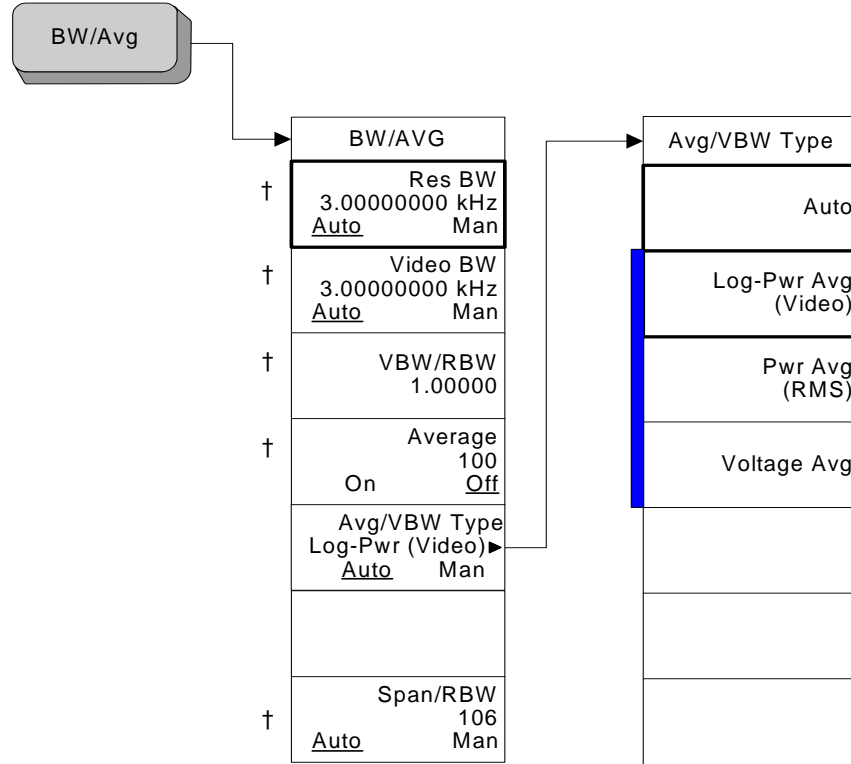 BW/Avg
BW/AVG
† Res BW
3.00000000 kHz
Auto Man
† Video BW
3.00000000 kHz
Auto Man
† VBW/RBW
1.00000
† Average
100
On Off
Avg/VBW Type
Log-Pwr (Video)
Auto Man
† Span/RBW
106
Auto Man
Avg/VBW Type
Auto
Log-Pwr Avg
(Video)
Pwr Avg
(RMS)
Voltage Avg